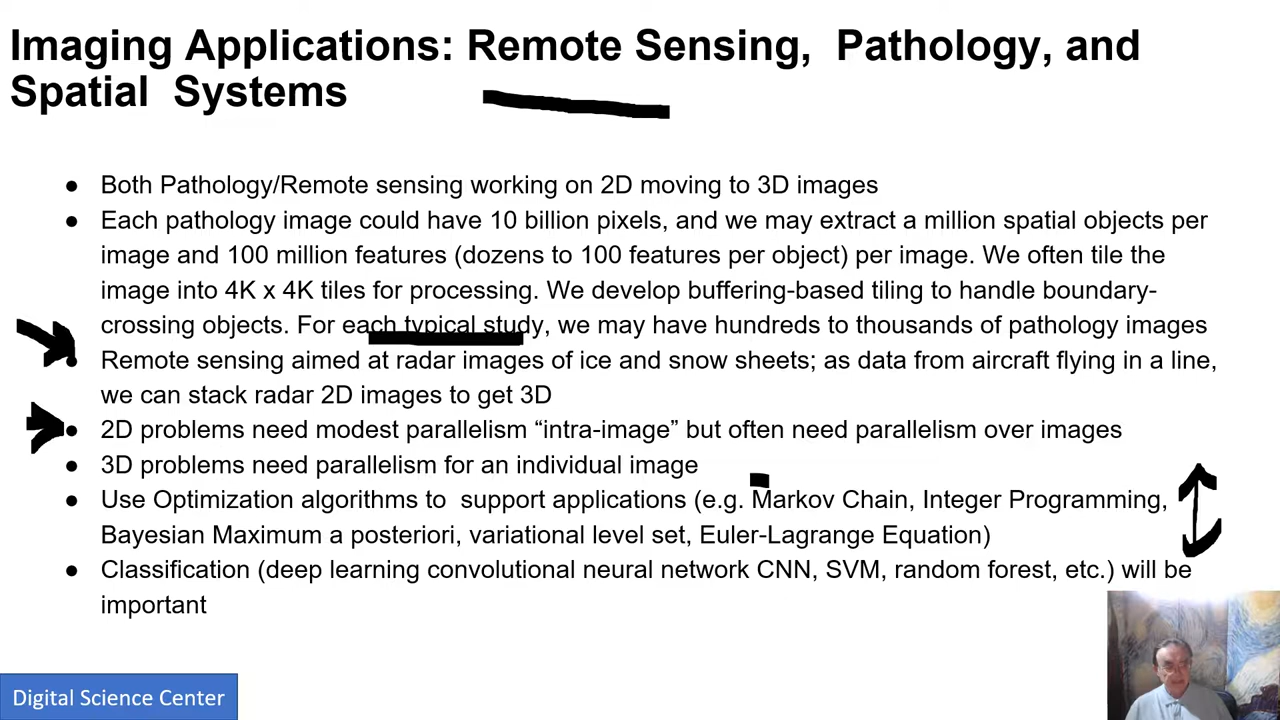 Imaging Applications: Remote Sensing, Pathology, and
Spatial Systems
● Both Pathology/Remote sensing working on 2D moving to 3D images
● Each pathology image could have 10 billion pixels, and we may extract a million spatial objects per
image and 100 million features (dozens to 100 features per object) per image. We often tile the
image into 4K x 4K tiles for processing. We develop buffering-based tiling to handle boundary-
crossing objects. For each typical study, we may have hundreds to thousands of pathology images
● Remote sensing aimed at radar images of ice and snow sheets; as data from aircraft flying in a line,
we can stack radar 2D images to get 3D
● 2D problems need modest parallelism “intra-image” but often need parallelism over images
● 3D problems need parallelism for an individual image
● Use Optimization algorithms to support applications (e.g. Markov Chain, Integer Programming,
Bayesian Maximum a posteriori, variational level set, Euler-Lagrange Equation)
● Classification (deep learning convolutional neural network CNN, SVM, random forest, etc.) will be
important
Digital Science Center